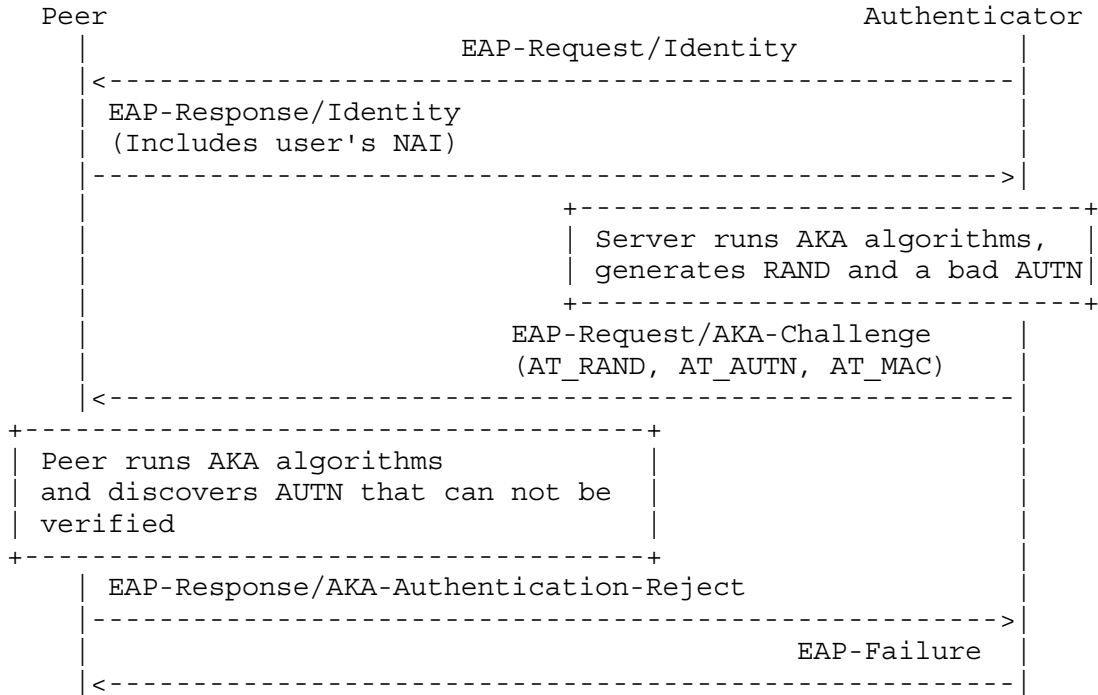 Peer Authenticator
EAP-Request/Identity
EAP-Response/Identity
(Includes user's NAI)
Server runs AKA algorithms,
generates RAND and a bad AUTN
EAP-Request/AKA-Challenge
(AT_RAND, AT_AUTN, AT_MAC)
Peer runs AKA algorithms
and discovers AUTN that can not be
verified
EAP-Response/AKA-Authentication-Reject
EAP-Failure